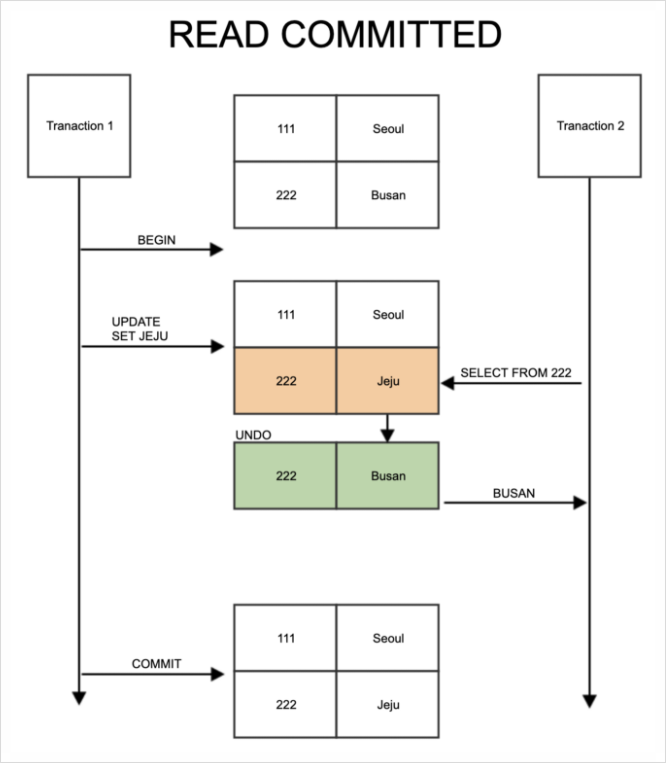 READ COMMITTED
Tranaction 1
Tranaction 2
111 Seoul
222 Busan
BEGIN
UPDATE
SET JEJU
111 Seoul
222 Jeju
SELECT FROM 222
UNDO
222 Busan
BUSAN
COMMIT
111 Seoul
222 Jeju